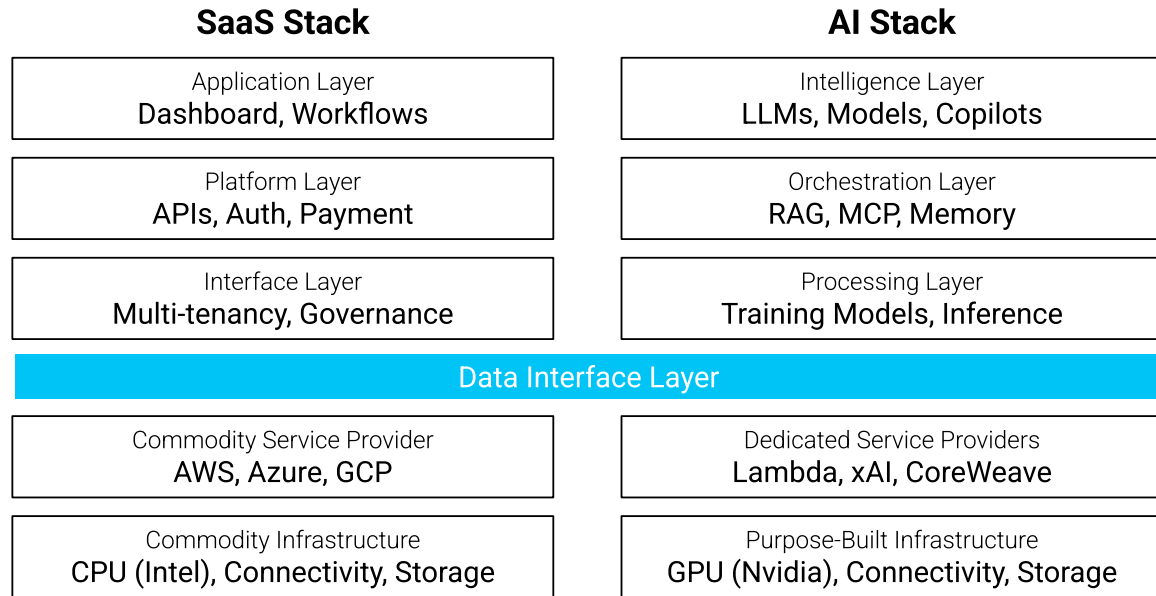 SaaS Stack
AI Stack
Application Layer
Dashboard, Workflows
Intelligence Layer
LLMs, Models, Copilots
Platform Layer
APIs, Auth, Payment
Orchestration Layer
RAG, MCP, Memory
Interface Layer
Multi-tenancy, Governance
Processing Layer
Training Models, Inference
Data Interface Layer
Commodity Service Provider
AWS, Azure, GCP
Dedicated Service Providers
Lambda, xAI, CoreWeave
Commodity Infrastructure
CPU (Intel), Connectivity, Storage
Purpose-Built Infrastructure
GPU (Nvidia), Connectivity, Storage